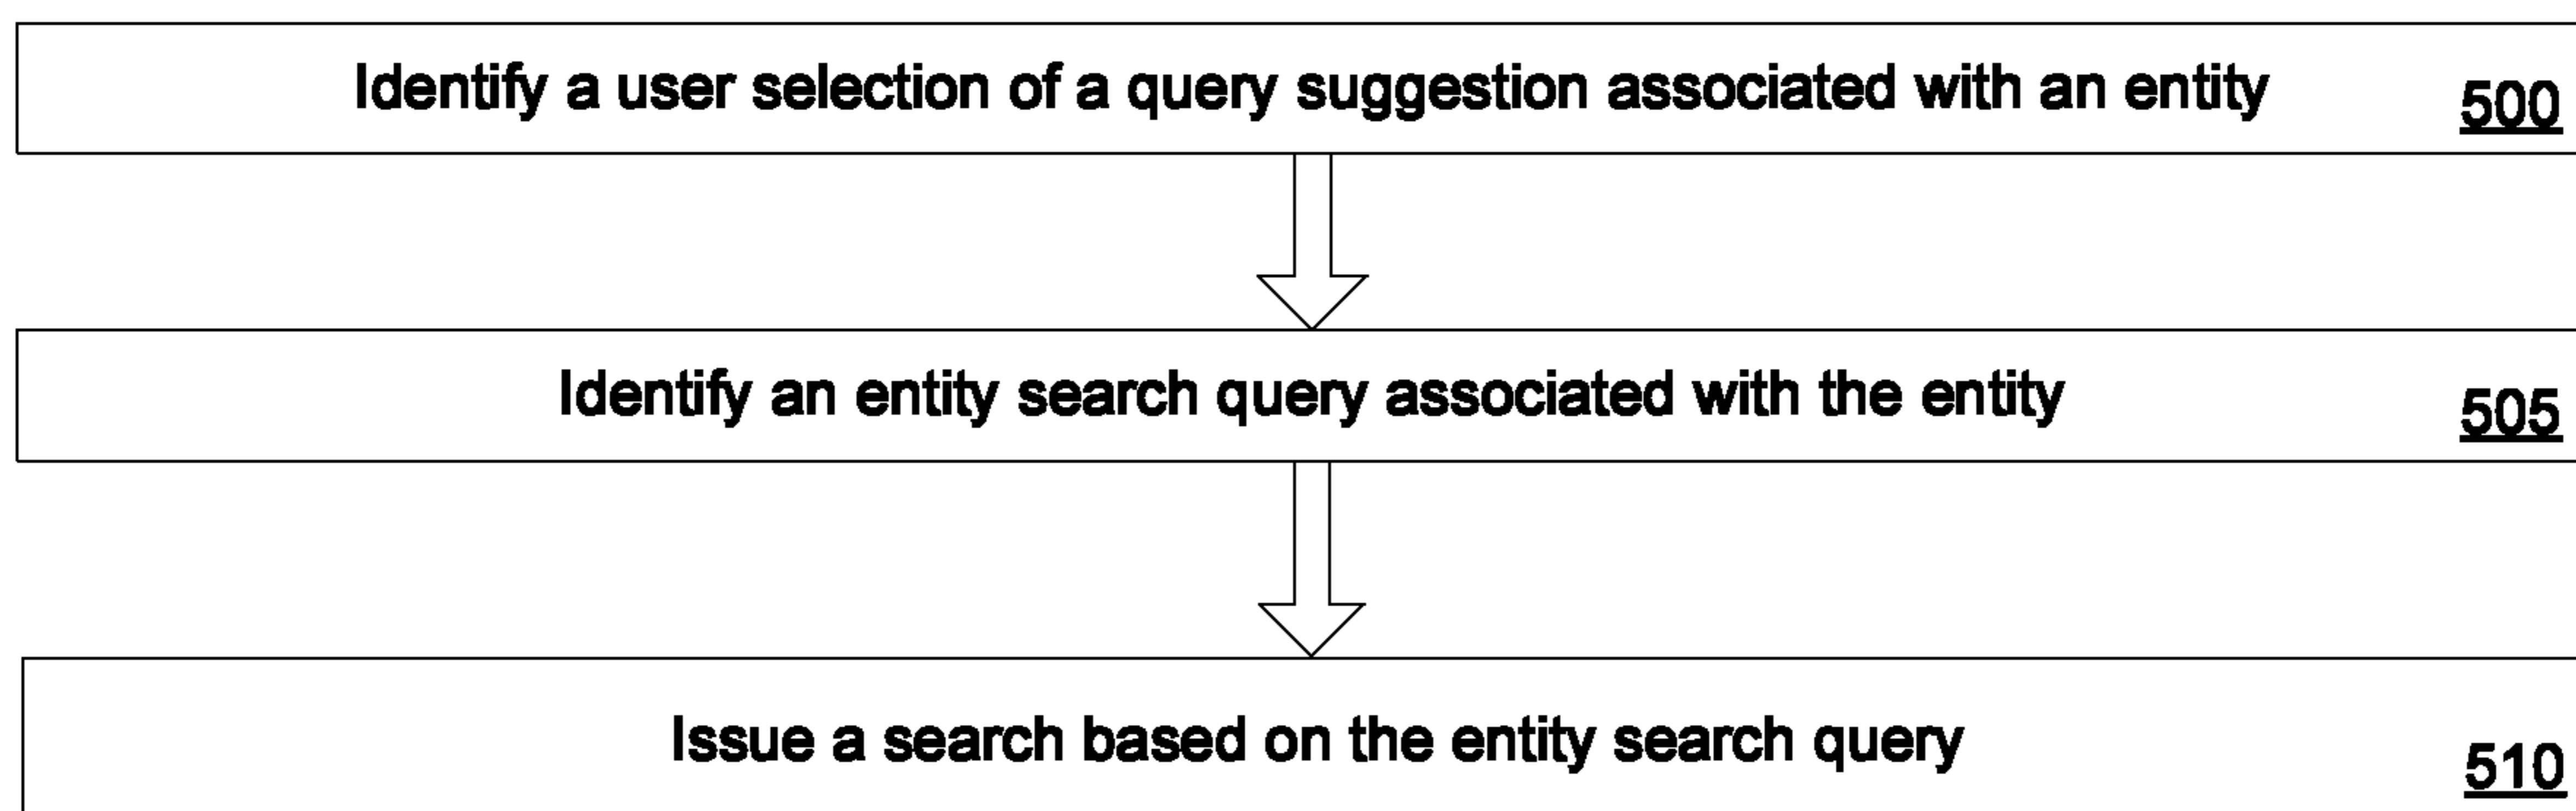 Identify a user selection of a query suggestion associated with an entity 500
Identify an entity search query associated with the entity 505
Issue a search based on the entity search query 510